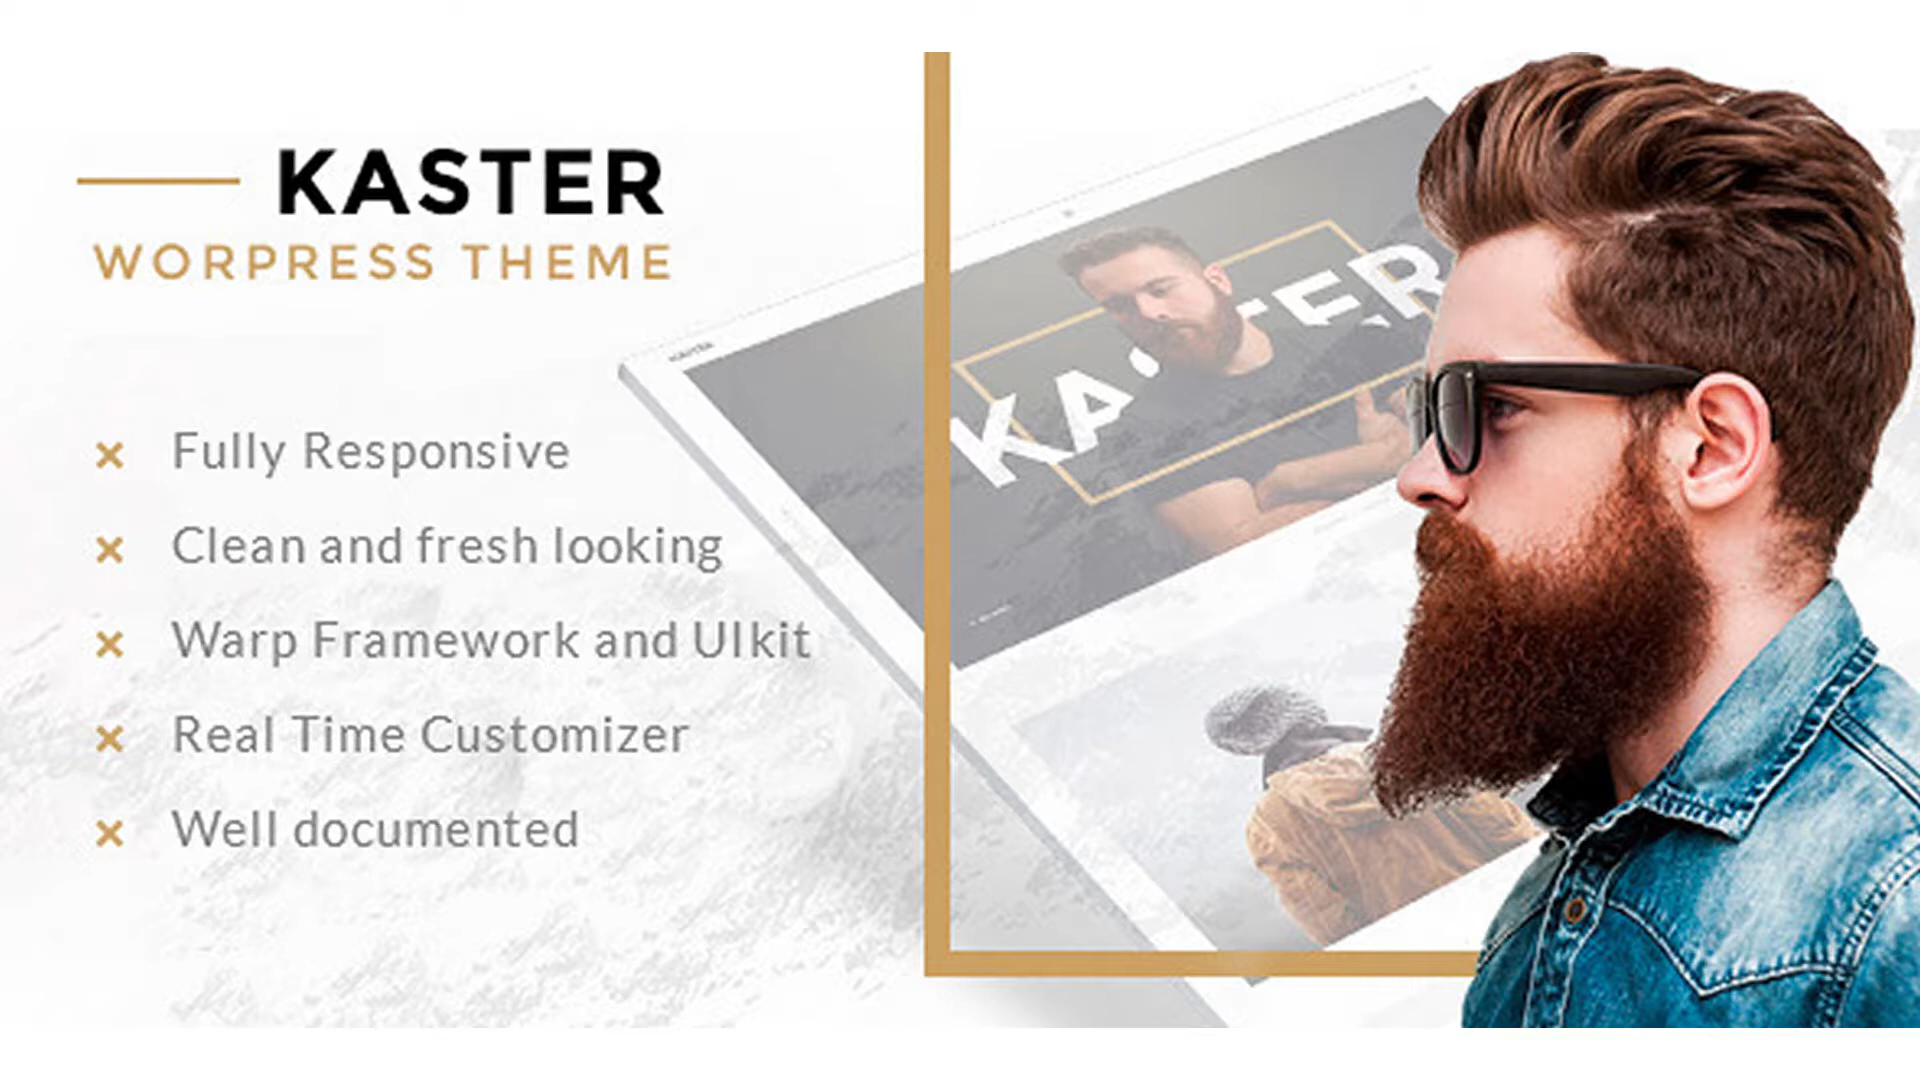 KASTER
WORPRESS THEME
× Fully Responsive
× Clean and fresh looking
× Warp Framework and UIkit
× Real Time Customizer
× Well documented